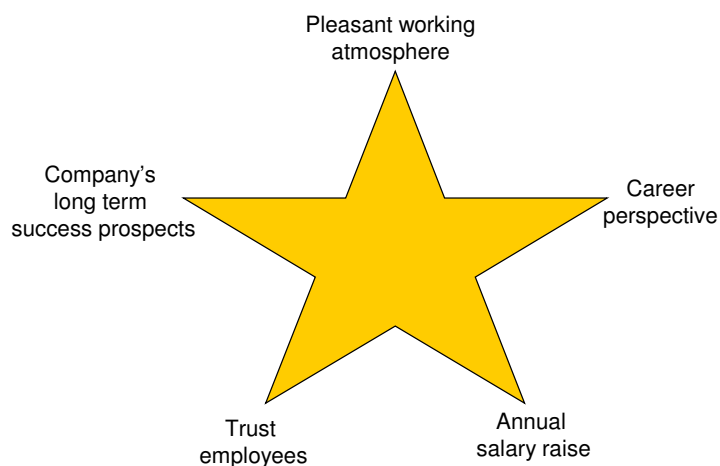 Pleasant working
atmosphere
Company's
long term
success prospects
Career
perspective
Trust
employees
Annual
salary raise